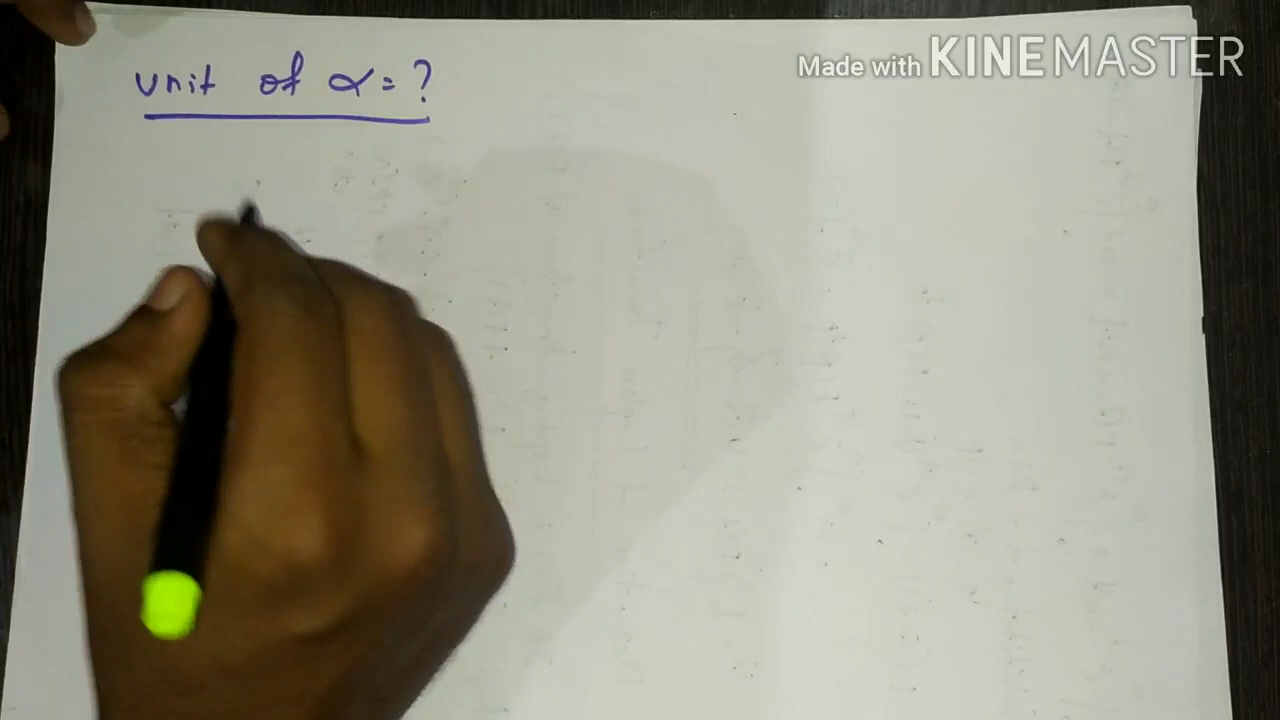 unit of α = ?
Made with KINEMASTER